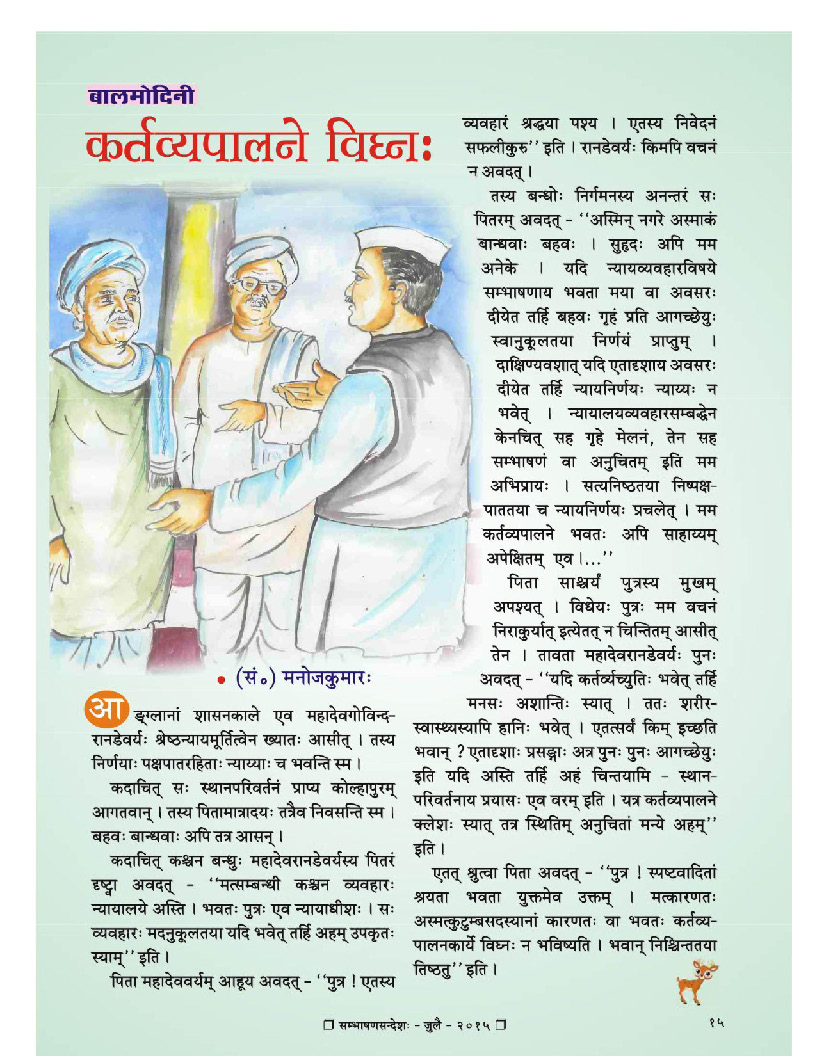 बालमोदिनी
कर्तव्यपालने विघ्नः
• (सं॰) मनोजकुमारः
आङ्ग्लानां शासनकाले एव महादेवगोविन्द-
रानडेवर्यः श्रेष्ठन्यायमूर्तित्वेन ख्यातः आसीत् । तस्य
निर्णयाः पक्षपातरहिताः न्याय्याः च भवन्ति स्म ।
कदाचित् सः स्थानपरिवर्तनं प्राप्य कोल्हापुरम्
आगतवान् । तस्य पितामात्रादयः तत्रैव निवसन्ति स्म ।
बहवः बान्धवाः अपि तत्र आसन् ।
कदाचित् कश्चन बन्धुः महादेवरानडेवर्यस्य पितरं
दृष्ट्वा अवदत् - ‘‘मत्सम्बन्धी कश्चन व्यवहारः
न्यायालये अस्ति । भवतः पुत्रः एव न्यायाधीशः । सः
व्यवहारः मदनुकूलतया यदि भवेत् तर्हि अहम् उपकृतः
स्याम्’’ इति ।
पिता महादेववर्यम् आहूय अवदत् - ‘‘पुत्र ! एतस्य
व्यवहारं श्रद्धया पश्य । एतस्य निवेदनं
सफलीकुरु’’ इति । रानडेवर्यः किमपि वचनं
न अवदत् ।
तस्य बन्धोः निर्गमनस्य अनन्तरं सः
पितरम् अवदत् - ‘‘अस्मिन् नगरे अस्माकं
बान्धवाः बहवः । सुहृदः अपि मम
अनेके । यदि न्यायव्यवहारविषये
सम्भाषणाय भवता मया वा अवसरः
दीयेत तर्हि बहवः गृहं प्रति आगच्छेयुः
स्वानुकूलतया निर्णयं प्राप्तुम् ।
दाक्षिण्यवशात् यदि एतादृशाय अवसरः
दीयेत तर्हि न्यायनिर्णयः न्याय्यः न
भवेत् । न्यायालयव्यवहारसम्बद्धेन
केनचित् सह गृहे मेलनं, तेन सह
सम्भाषणं वा अनुचितम् इति मम
अभिप्रायः । सत्यनिष्ठतया निष्पक्ष-
पाततया च न्यायनिर्णयः प्रचलेत् । मम
कर्तव्यपालने भवतः अपि साहाय्यम्
अपेक्षितम् एव ।...’’
पिता साश्चर्यं पुत्रस्य मुखम्
अपश्यत् । विधेयः पुत्रः मम वचनं
निराकुर्यात् इत्येतत् न चिन्तितम् आसीत्
तेन । तावता महादेवरानडेवर्यः पुनः
अवदत् - ‘‘यदि कर्तर्व्यच्युतिः भवेत् तर्हि
मनसः अशान्तिः स्यात् । ततः शरीर-
स्वास्थ्यस्यापि हानिः भवेत् । एतत्सर्वं किम् इच्छति
भवान् ? एतादृशाः प्रसङ्गाः अत्र पुनः पुनः आगच्छेयुः
इति यदि अस्ति तर्हि अहं चिन्तयामि - स्थान-
परिवर्तनाय प्रयासः एव वरम् इति । यत्र कर्तव्यपालने
क्लेशः स्यात् तत्र स्थितिम् अनुचितां मन्ये अहम्’’
इति ।
एतत् श्रुत्वा पिता अवदत् - ‘‘पुत्र ! स्पष्टवादितां
श्रयता भवता युक्तमेव उक्तम् । मत्कारणतः
अस्मत्कुटुम्बसदस्यानां कारणतः वा भवतः कर्तव्य-
पालनकार्ये विघ्नः न भविष्यति । भवान् निश्चिन्ततया
तिष्ठतु’’ इति ।
❐ सम्भाषणसन्देशः - जुलै - २०१५ ❐
१५